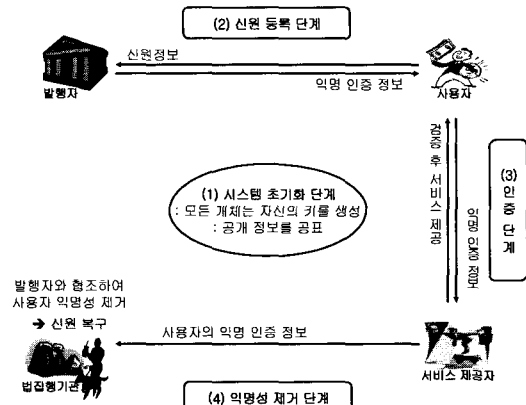 (2) 신원 등록 단계
신원정보
익명 인증 정보
발행자
사용자
검증 후 서비스 제공
익명 인증 정보
(3)
인증 단계
(1) 시스템 초기화 단계
: 모든 개체는 자신의 키를 생성
: 공개 정보를 공표
발행자와 협조하여
사용자 익명성 제거
→ 신원 복구
사용자의 익명 인증 정보
법집행기관
서비스 제공자
(4) 익명성 제거 단계